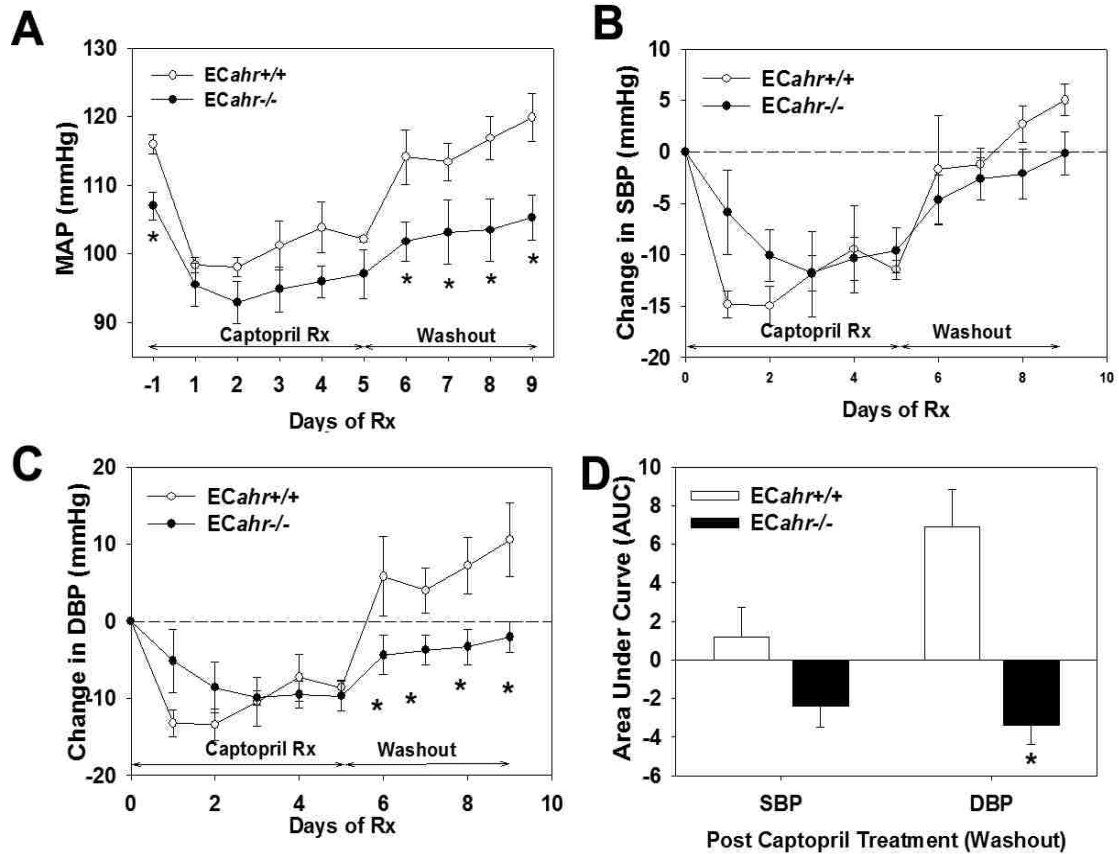 A
130
120
110
100
90
MAP (mmHg)
ECahr+/+
ECahr-/-
*
* * * *
Captopril Rx
Washout
-1 1 2 3 4 5 6 7 8 9
Days of Rx
B
10
5
0
-5
-10
-15
-20
Change in SBP (mmHg)
ECahr+/+
ECahr-/-
Captopril Rx
Washout
0 2 4 6 8 10
Days of Rx
C
20
10
0
-10
-20
Change in DBP (mmHg)
ECahr+/+
ECahr-/-
* * * *
Captopril Rx
Washout
0 2 4 6 8 10
Days of Rx
D
10
8
6
4
2
0
-2
-4
-6
Area Under Curve (AUC)
ECahr+/+
ECahr-/-
*
SBP DBP
Post Captopril Treatment (Washout)